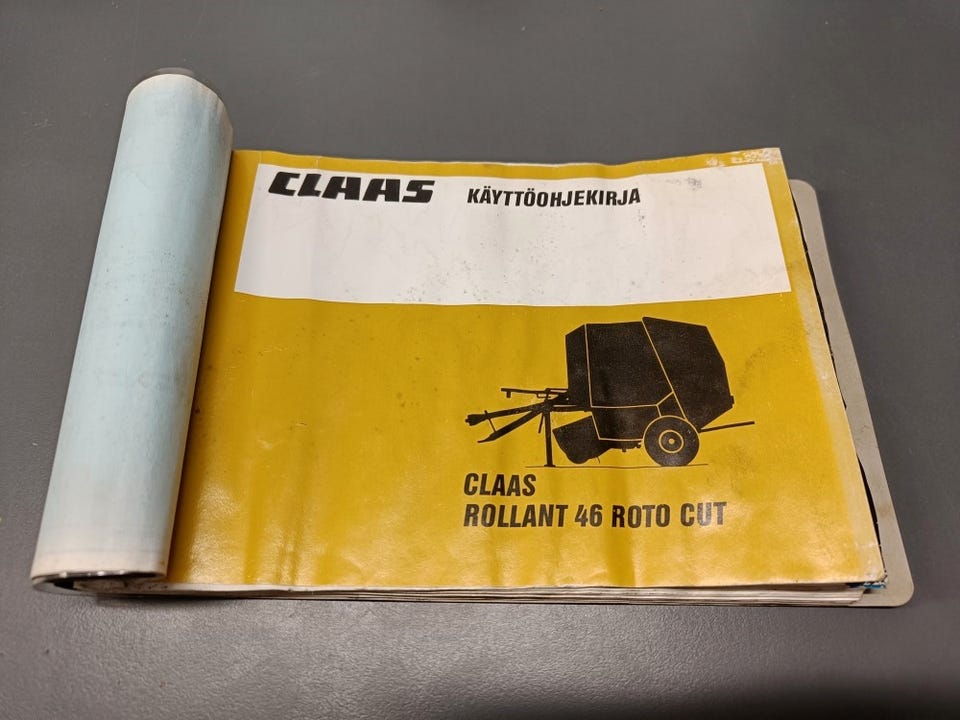 CLAAS KÄYTTÖOHJEKIRJA
CLAAS
ROLLANT 46 ROTO CUT